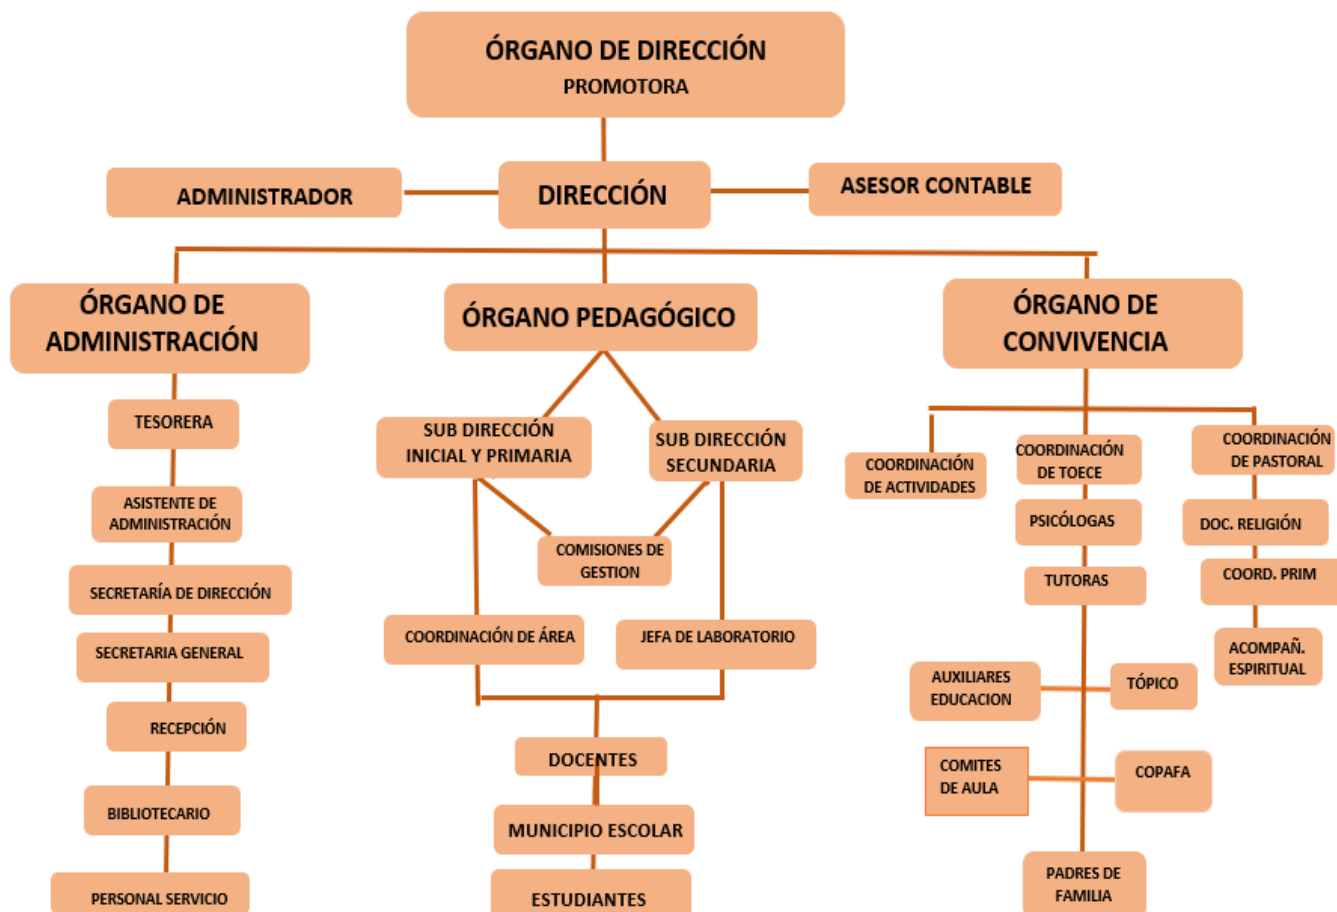 ÓRGANO DE DIRECCIÓN
PROMOTORA
ADMINISTRADOR
DIRECCIÓN
ASESOR CONTABLE
ÓRGANO DE
ADMINISTRACIÓN
TESORERA
ASISTENTE DE
ADMINISTRACIÓN
SECRETARÍA DE DIRECCIÓN
SECRETARIA GENERAL
RECEPCIÓN
BIBLIOTECARIO
PERSONAL SERVICIO
ÓRGANO PEDAGÓGICO
SUB DIRECCIÓN
INICIAL Y PRIMARIA
SUB DIRECCIÓN
SECUNDARIA
COMISIONES DE
GESTION
COORDINACIÓN DE ÁREA
JEFA DE LABORATORIO
DOCENTES
MUNICIPIO ESCOLAR
ESTUDIANTES
ÓRGANO DE
CONVIVENCIA
COORDINACIÓN
DE ACTIVIDADES
COORDINACIÓN
DE TOECE
PSICÓLOGAS
TUTORAS
COORDINACIÓN
DE PASTORAL
DOC. RELIGIÓN
COORD. PRIM
ACOMPAÑ.
ESPIRITUAL
AUXILIARES
EDUCACION
TÓPICO
COMITES
DE AULA
COPAFA
PADRES DE
FAMILIA